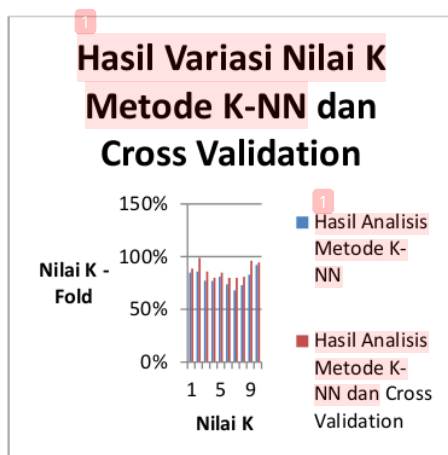 1
Hasil Variasi Nilai K
Metode K-NN dan
Cross Validation
150%
100%
50%
0%
Nilai K -
Fold
1 5 9
Nilai K
1
Hasil Analisis
Metode K-
NN
Hasil Analisis
Metode K-
NN dan Cross
Validation